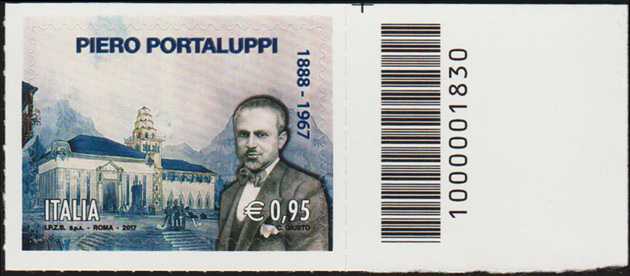 PIERO PORTALUPPI
1888 - 1967
ITALIA
€ 0,95
I.P.Z.S. S.p.A. - ROMA - 2017
C. GIUSTO
1000001830